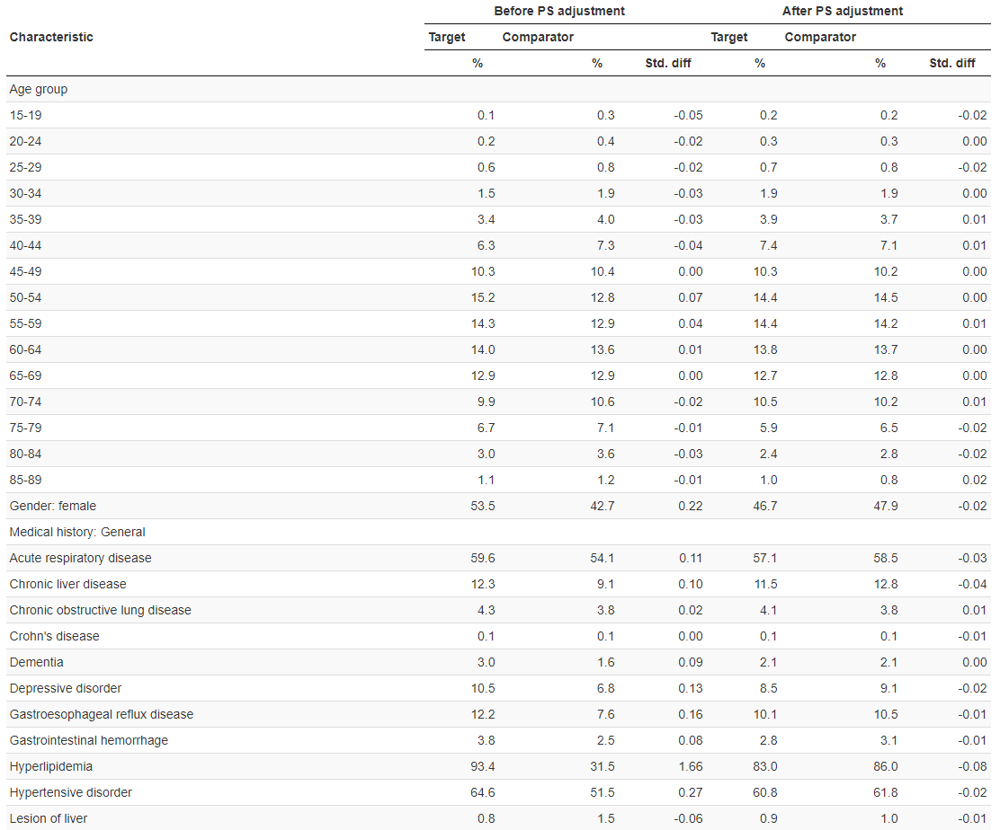 Before PS adjustment After PS adjustment
Characteristic Target Comparator Target Comparator
% % Std. diff % % Std. diff
Age group
15-19 0.1 0.3 -0.05 0.2 0.2 -0.02
20-24 0.2 0.4 -0.02 0.3 0.3 0.00
25-29 0.6 0.8 -0.02 0.7 0.8 -0.02
30-34 1.5 1.9 -0.03 1.9 1.9 0.00
35-39 3.4 4.0 -0.03 3.9 3.7 0.01
40-44 6.3 7.3 -0.04 7.4 7.1 0.01
45-49 10.3 10.4 0.00 10.3 10.2 0.00
50-54 15.2 12.8 0.07 14.4 14.5 0.00
55-59 14.3 12.9 0.04 14.4 14.2 0.01
60-64 14.0 13.6 0.01 13.8 13.7 0.00
65-69 12.9 12.9 0.00 12.7 12.8 0.00
70-74 9.9 10.6 -0.02 10.5 10.2 0.01
75-79 6.7 7.1 -0.01 5.9 6.5 -0.02
80-84 3.0 3.6 -0.03 2.4 2.8 -0.02
85-89 1.1 1.2 -0.01 1.0 0.8 0.02
Gender: female 53.5 42.7 0.22 46.7 47.9 -0.02
Medical history: General
Acute respiratory disease 59.6 54.1 0.11 57.1 58.5 -0.03
Chronic liver disease 12.3 9.1 0.10 11.5 12.8 -0.04
Chronic obstructive lung disease 4.3 3.8 0.02 4.1 3.8 0.01
Crohn's disease 0.1 0.1 0.00 0.1 0.1 -0.01
Dementia 3.0 1.6 0.09 2.1 2.1 0.00
Depressive disorder 10.5 6.8 0.13 8.5 9.1 -0.02
Gastroesophageal reflux disease 12.2 7.6 0.16 10.1 10.5 -0.01
Gastrointestinal hemorrhage 3.8 2.5 0.08 2.8 3.1 -0.01
Hyperlipidemia 93.4 31.5 1.66 83.0 86.0 -0.08
Hypertensive disorder 64.6 51.5 0.27 60.8 61.8 -0.02
Lesion of liver 0.8 1.5 -0.06 0.9 1.0 -0.01